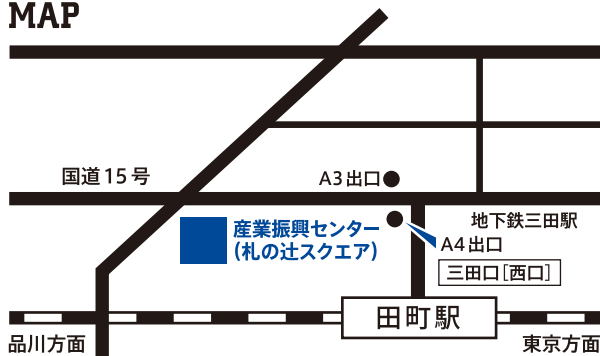 MAP
国道15号
A3出口
産業振興センター
(札の辻スクエア)
地下鉄三田駅
A4出口
三田口[西口]
田町駅
品川方面
東京方面